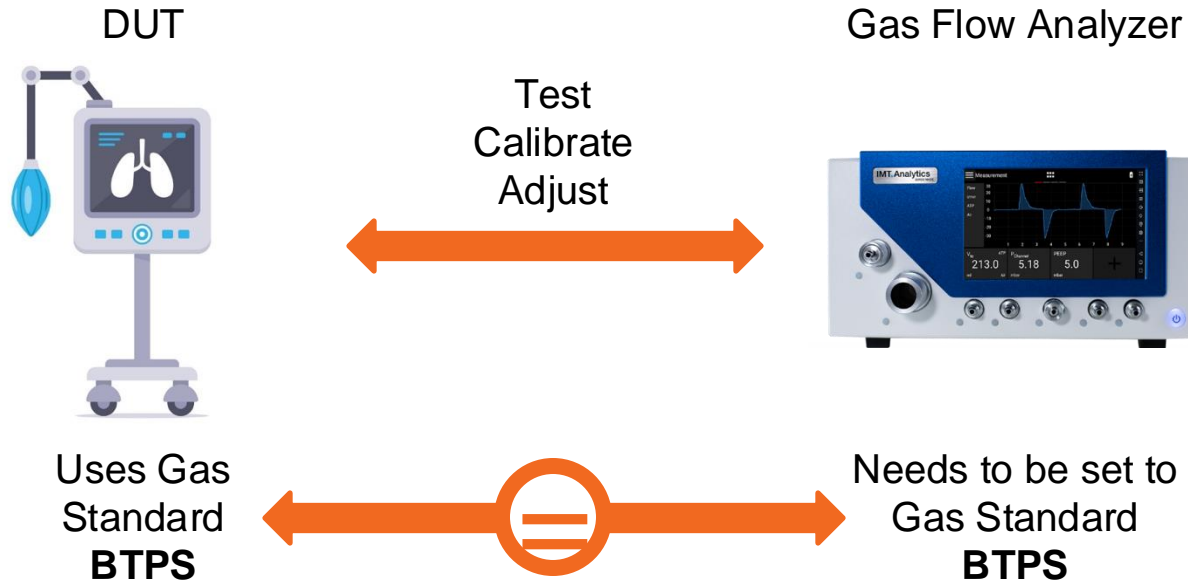 DUT
Gas Flow Analyzer
Test
Calibrate
Adjust
IMT.Analytics
Measurement
213.0
5.18
5.0
PEEP
Uses Gas
Standard
BTPS
Needs to be set to
Gas Standard
BTPS